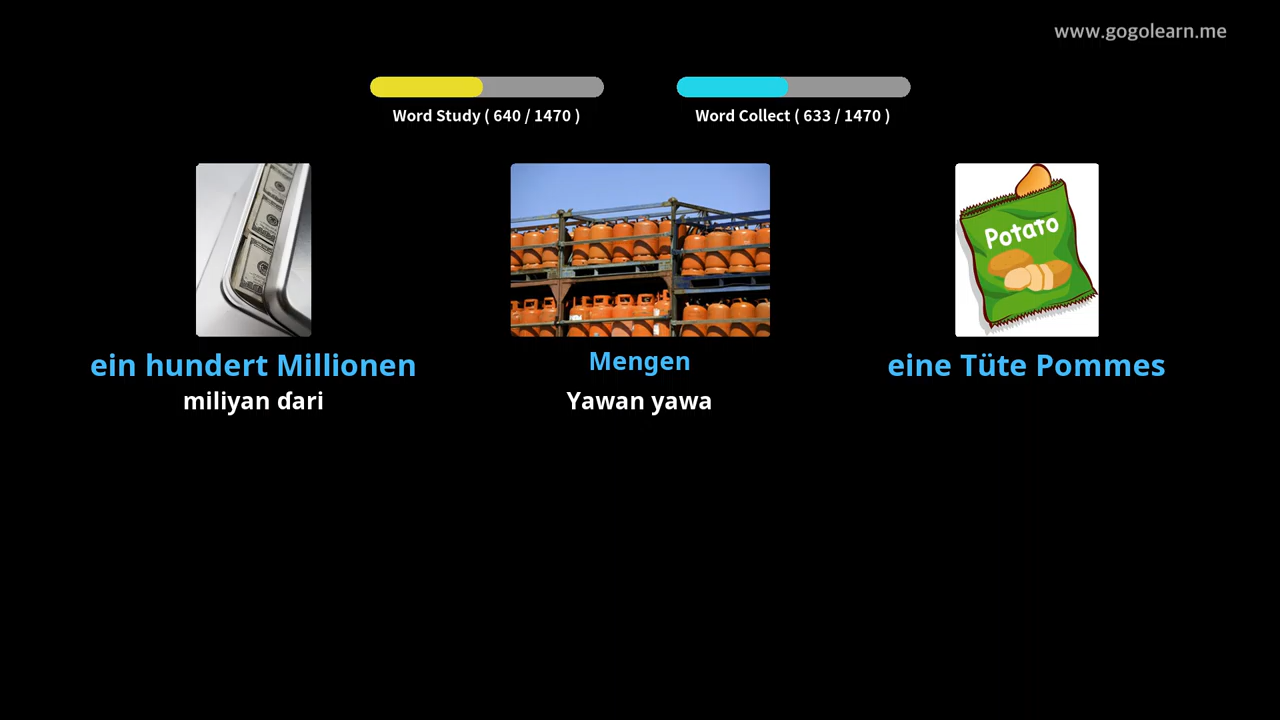 www.gogolearn.me
Word Study ( 640 / 1470 )
Word Collect ( 633 / 1470 )
Potato
ein hundert Millionen
miliyan ɗari
Mengen
Yawan yawa
eine Tüte Pommes